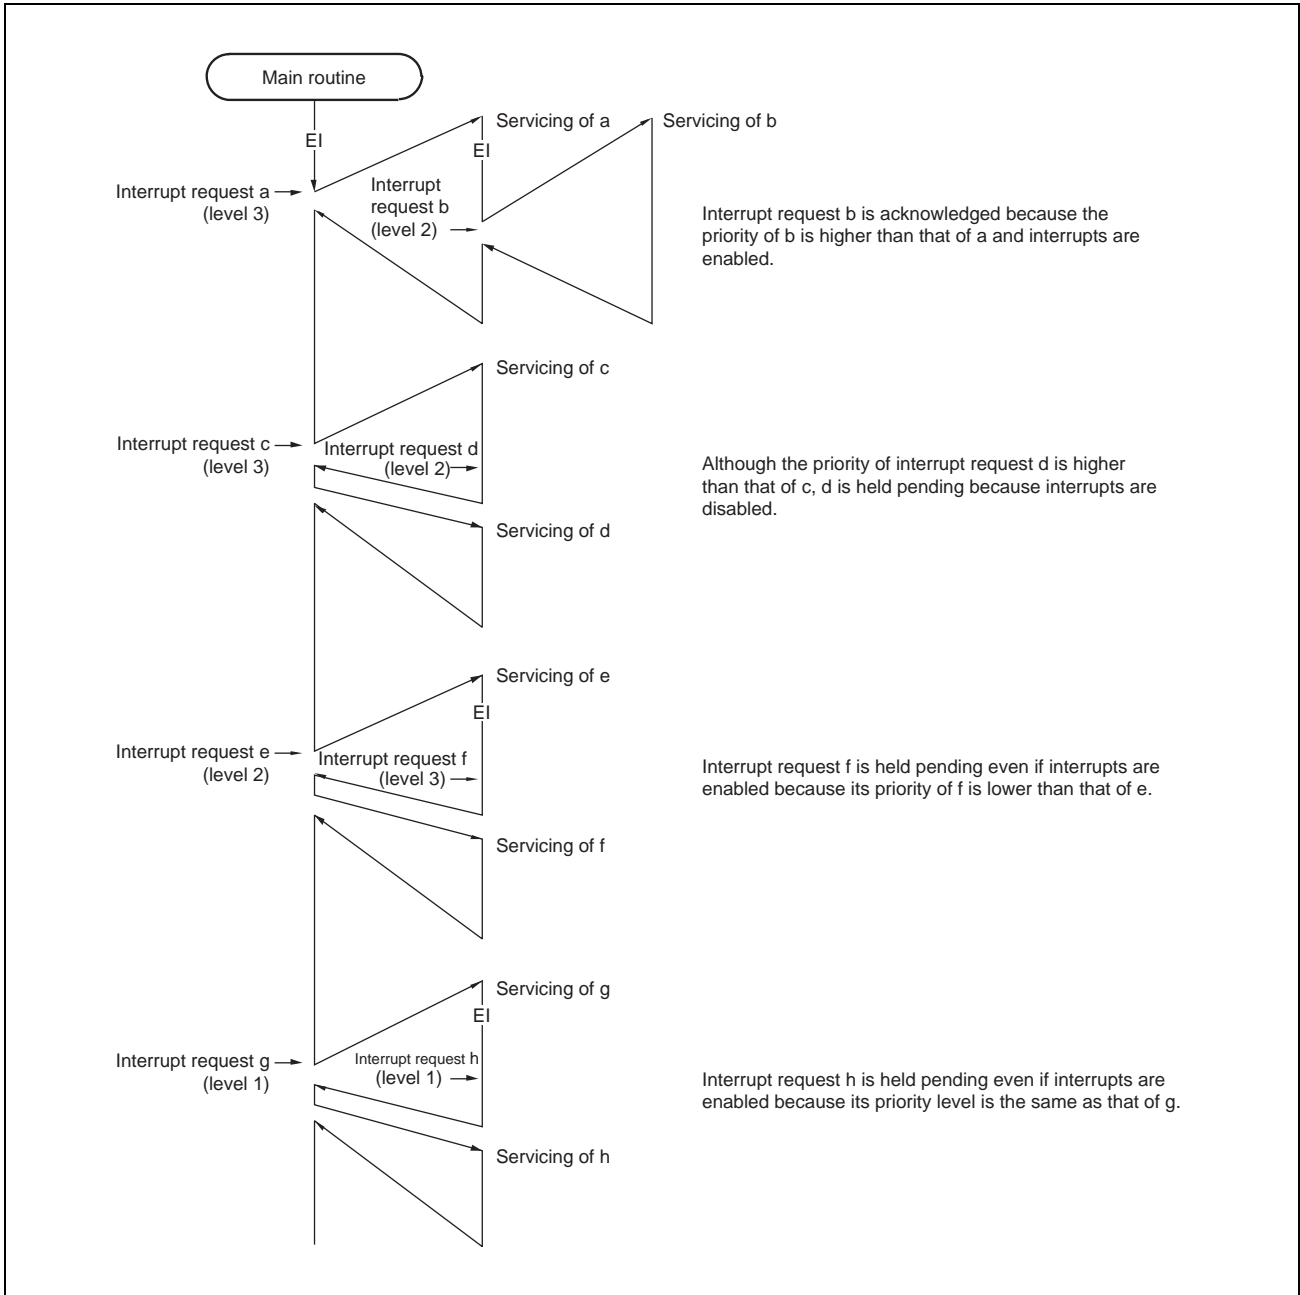 Main routine
EI
Servicing of a
Servicing of b
EI
Interrupt request a
(level 3)
Interrupt
request b
(level 2)
Interrupt request b is acknowledged because the
priority of b is higher than that of a and interrupts are
enabled.
Servicing of c
Interrupt request c
(level 3)
Interrupt request d
(level 2)
Although the priority of interrupt request d is higher
than that of c, d is held pending because interrupts are
disabled.
Servicing of d
Servicing of e
EI
Interrupt request e
(level 2)
Interrupt request f
(level 3)
Interrupt request f is held pending even if interrupts are
enabled because its priority of f is lower than that of e.
Servicing of f
Servicing of g
EI
Interrupt request g
(level 1)
Interrupt request h
(level 1)
Interrupt request h is held pending even if interrupts are
enabled because its priority level is the same as that of g.
Servicing of h